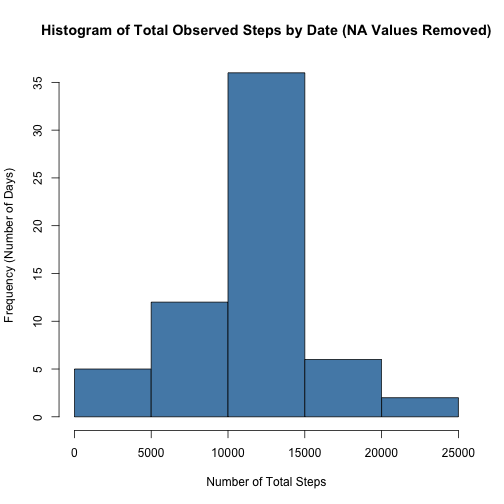 Histogram of Total Observed Steps by Date (NA Values Removed)
Frequency (Number of Days)
35
30
25
20
15
10
5
0
0 5000 10000 15000 20000 25000
Number of Total Steps